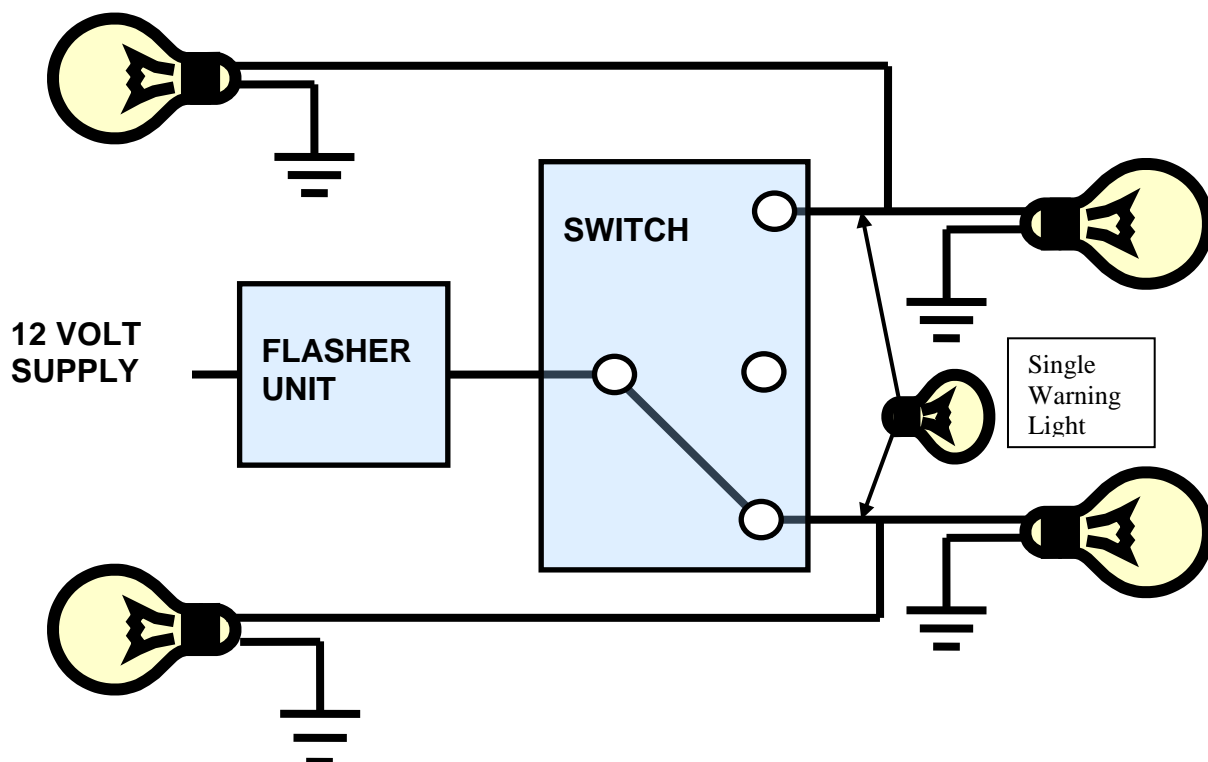 SWITCH
12 VOLT
SUPPLY
FLASHER
UNIT
Single
Warning
Light